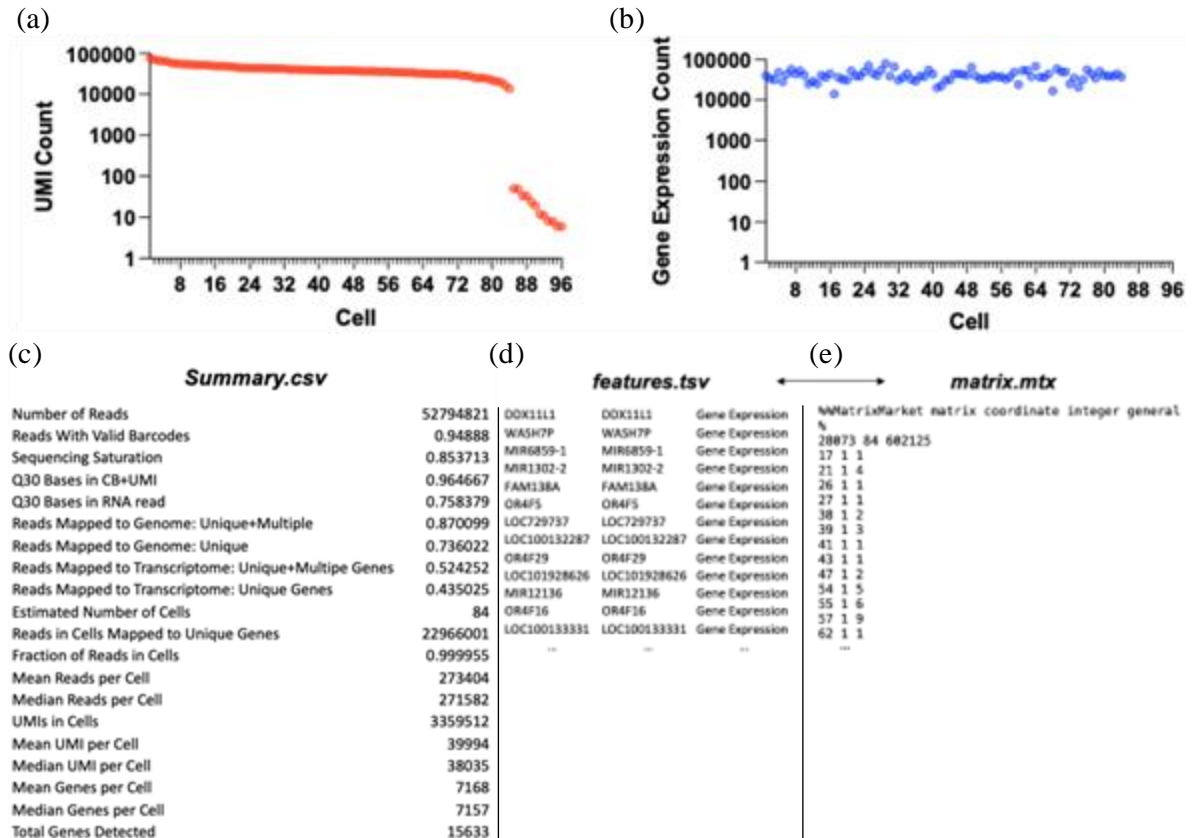 (a)
UMI Count
100000
10000
1000
100
10
1
8 16 24 32 40 48 56 64 72 80 88 96
Cell
(b)
Gene Expression Count
100000
10000
1000
100
10
1
8 16 24 32 40 48 56 64 72 80 88 96
Cell
(c)
Summary.csv
Number of Reads 52794821
Reads With Valid Barcodes 0.94888
Sequencing Saturation 0.853713
Q30 Bases in CB+UMI 0.964667
Q30 Bases in RNA read 0.758379
Reads Mapped to Genome: Unique+Multiple 0.870099
Reads Mapped to Genome: Unique 0.736022
Reads Mapped to Transcriptome: Unique+Multipe Genes 0.524252
Reads Mapped to Transcriptome: Unique Genes 0.435025
Estimated Number of Cells 84
Reads in Cells Mapped to Unique Genes 22966001
Fraction of Reads in Cells 0.999955
Mean Reads per Cell 273404
Median Reads per Cell 271582
UMIs in Cells 3359512
Mean UMI per Cell 39994
Median UMI per Cell 38035
Mean Genes per Cell 7168
Median Genes per Cell 7157
Total Genes Detected 15633
(d)
features.tsv
DDX11L1 DDX11L1 Gene Expression
WASH7P WASH7P Gene Expression
MIR6859-1 MIR6859-1 Gene Expression
MIR1302-2 MIR1302-2 Gene Expression
FAM138A FAM138A Gene Expression
OR4F5 OR4F5 Gene Expression
LOC729737 LOC729737 Gene Expression
LOC100132287 LOC100132287 Gene Expression
OR4F29 OR4F29 Gene Expression
LOC101928626 LOC101928626 Gene Expression
MIR12136 MIR12136 Gene Expression
OR4F16 OR4F16 Gene Expression
LOC100133331 LOC100133331 Gene Expression
... ... ...
(e)
matrix.mtx
%%MatrixMarket matrix coordinate integer general
%
28073 84 602125
17 1 1
21 1 4
26 1 1
27 1 1
38 1 2
39 1 3
41 1 1
43 1 1
47 1 2
54 1 5
55 1 6
57 1 9
62 1 1
...